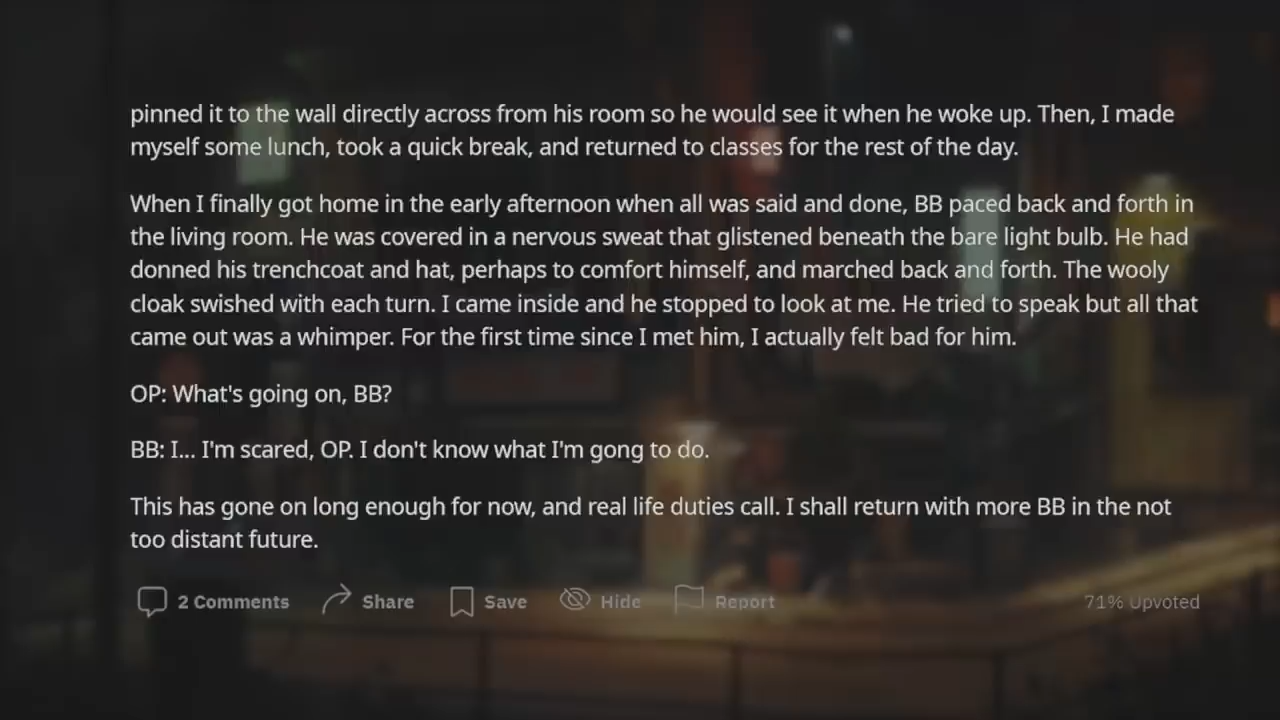 pinned it to the wall directly across from his room so he would see it when he woke up. Then, I made
myself some lunch, took a quick break, and returned to classes for the rest of the day.
When I finally got home in the early afternoon when all was said and done, BB paced back and forth in
the living room. He was covered in a nervous sweat that glistened beneath the bare light bulb. He had
donned his trenchcoat and hat, perhaps to comfort himself, and marched back and forth. The wooly
cloak swished with each turn. I came inside and he stopped to look at me. He tried to speak but all that
came out was a whimper. For the first time since I met him, I actually felt bad for him.
OP: What's going on, BB?
BB: I... I'm scared, OP. I don't know what I'm gong to do.
This has gone on long enough for now, and real life duties call. I shall return with more BB in the not
too distant future.
2 Comments Share Save Hide Report 71% Upvoted